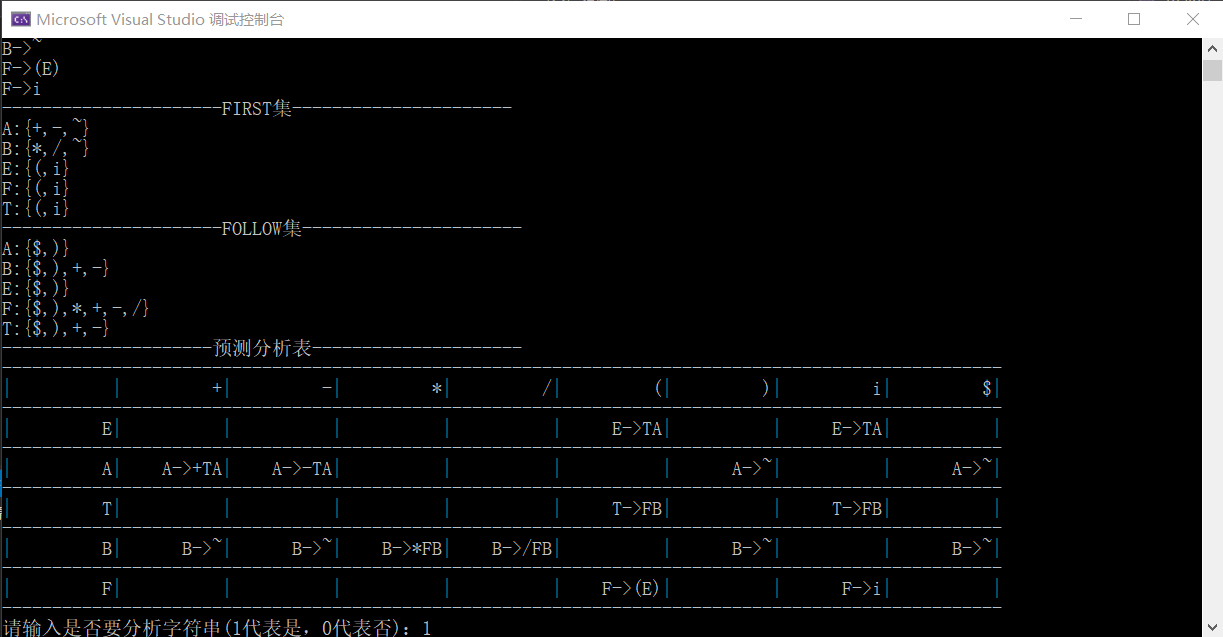 Microsoft Visual Studio 调试控制台
B->~
F->(E)
F->i
----------------------FIRST集----------------------
A:{+,-,~}
B:{*,/,~}
E:{(,i}
F:{(,i}
T:{(,i}
----------------------FOLLOW集----------------------
A:{$,)}
B:{$,),+,-}
E:{$,)}
F:{$,),*,+,-,/}
T:{$,),+,-}
---------------------预测分析表---------------------
| | +| -| *| /| (| )| i| $|
| E| | | | | E->TA| | E->TA| |
| A| A->+TA| A->-TA| | | | A->~| | A->~|
| T| | | | | T->FB| | T->FB| |
| B| B->~| B->~| B->*FB| B->/FB| | B->~| | B->~|
| F| | | | | F->(E)| | F->i| |
请输入是否要分析字符串(1代表是，0代表否)：1